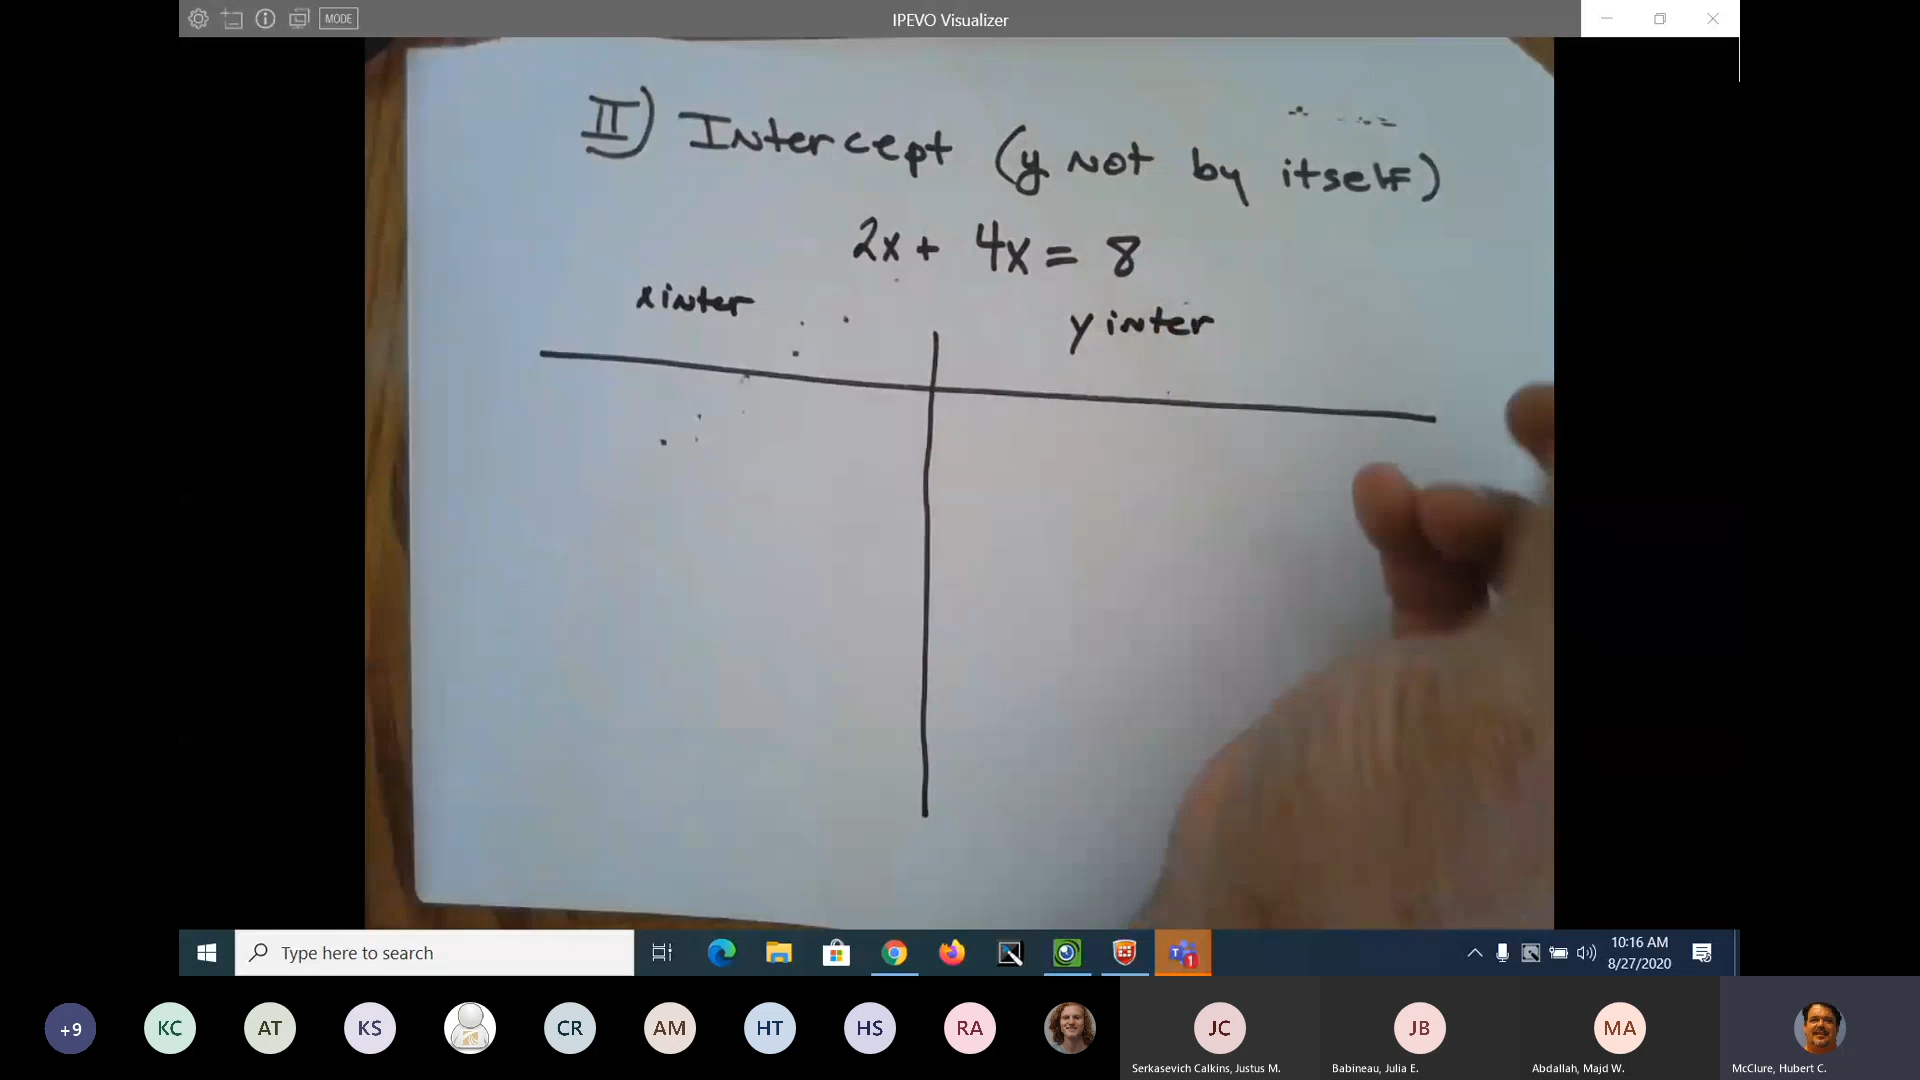 MODE
IPEVO Visualizer
II) Intercept (y not by itself)
2x + 4x = 8
x inter
y inter
Type here to search
1
10:16 AM
8/27/2020
+9
KC
AT
KS
CR
AM
HT
HS
RA
JC
JB
MA
Serkasevich Calkins, Justus M.
Babineau, Julia E.
Abdallah, Majd W.
McClure, Hubert C.